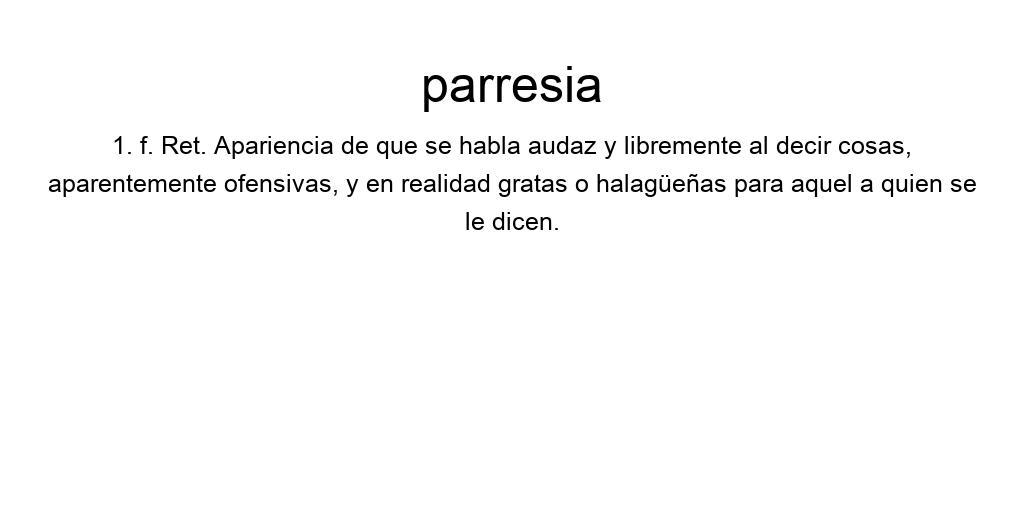 parresia
1. f. Ret. Apariencia de que se habla audaz y libremente al decir cosas,
aparentemente ofensivas, y en realidad gratas o halagüeñas para aquel a quien se
le dicen.